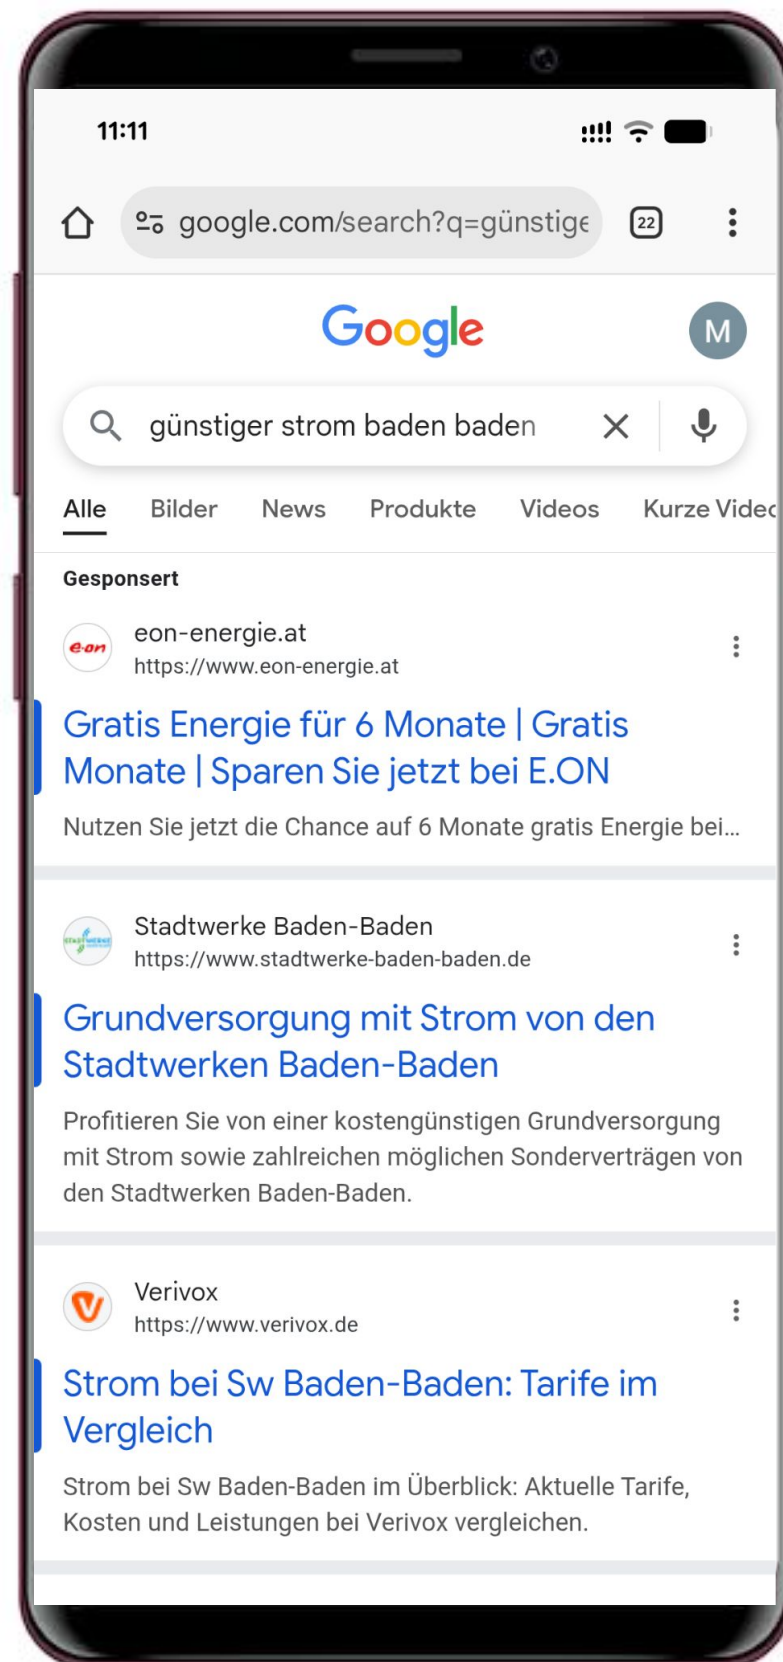 11:11
google.com/search?q=günstige
22
Google
M
günstiger strom baden baden
Alle Bilder News Produkte Videos Kurze Videc
Gesponsert
e·on
eon-energie.at
https://www.eon-energie.at
Gratis Energie für 6 Monate | Gratis
Monate | Sparen Sie jetzt bei E.ON
Nutzen Sie jetzt die Chance auf 6 Monate gratis Energie bei...
STADTWERKE
Stadtwerke Baden-Baden
https://www.stadtwerke-baden-baden.de
Grundversorgung mit Strom von den
Stadtwerken Baden-Baden
Profitieren Sie von einer kostengünstigen Grundversorgung
mit Strom sowie zahlreichen möglichen Sonderverträgen von
den Stadtwerken Baden-Baden.
V
Verivox
https://www.verivox.de
Strom bei Sw Baden-Baden: Tarife im
Vergleich
Strom bei Sw Baden-Baden im Überblick: Aktuelle Tarife,
Kosten und Leistungen bei Verivox vergleichen.